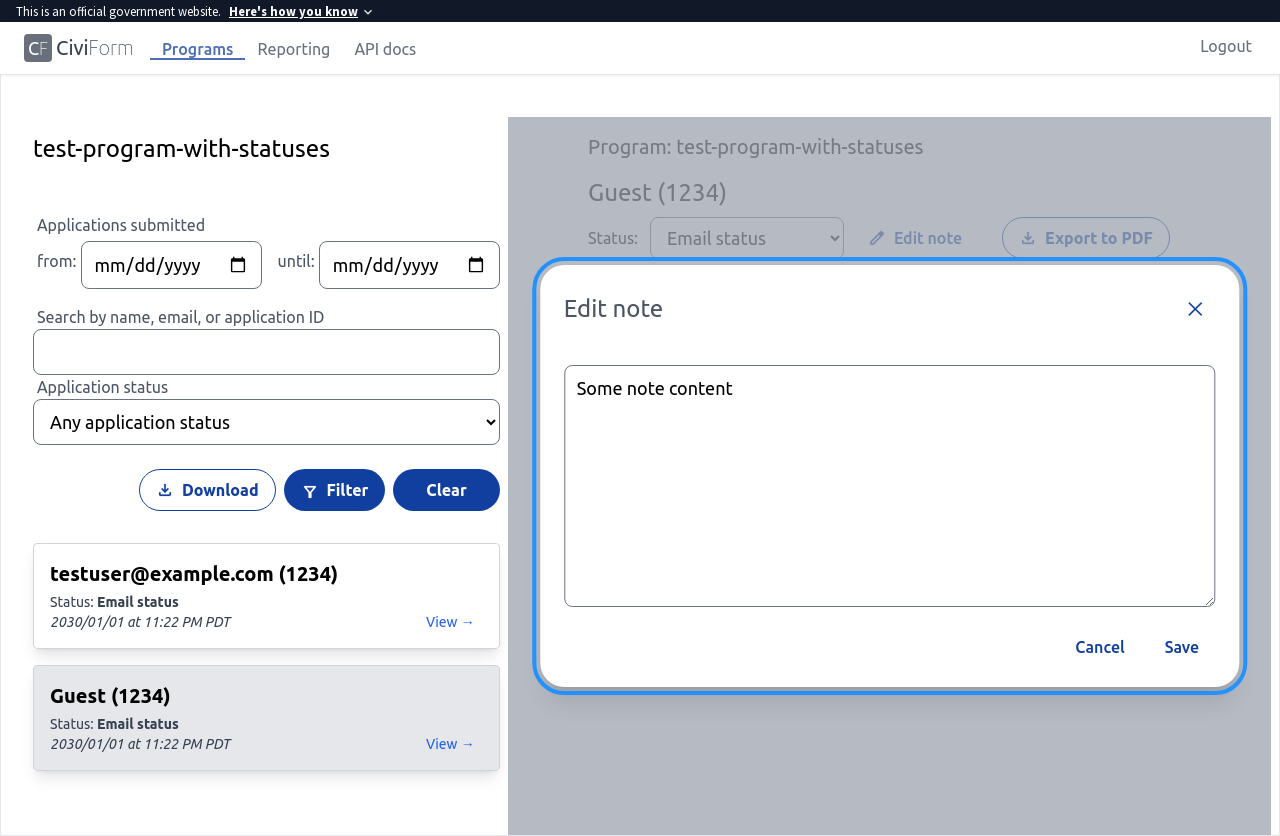 This is an official government website. Here's how you know
CF CiviForm Programs Reporting API docs Logout
test-program-with-statuses
Applications submitted
from: mm/dd/yyyy until: mm/dd/yyyy
Search by name, email, or application ID
Application status
Any application status
Download Filter Clear
testuser@example.com (1234)
Status: Email status
2030/01/01 at 11:22 PM PDT View →
Guest (1234)
Status: Email status
2030/01/01 at 11:22 PM PDT View →
Program: test-program-with-statuses
Guest (1234)
Status: Email status Edit note Export to PDF
Edit note
Some note content
Cancel Save